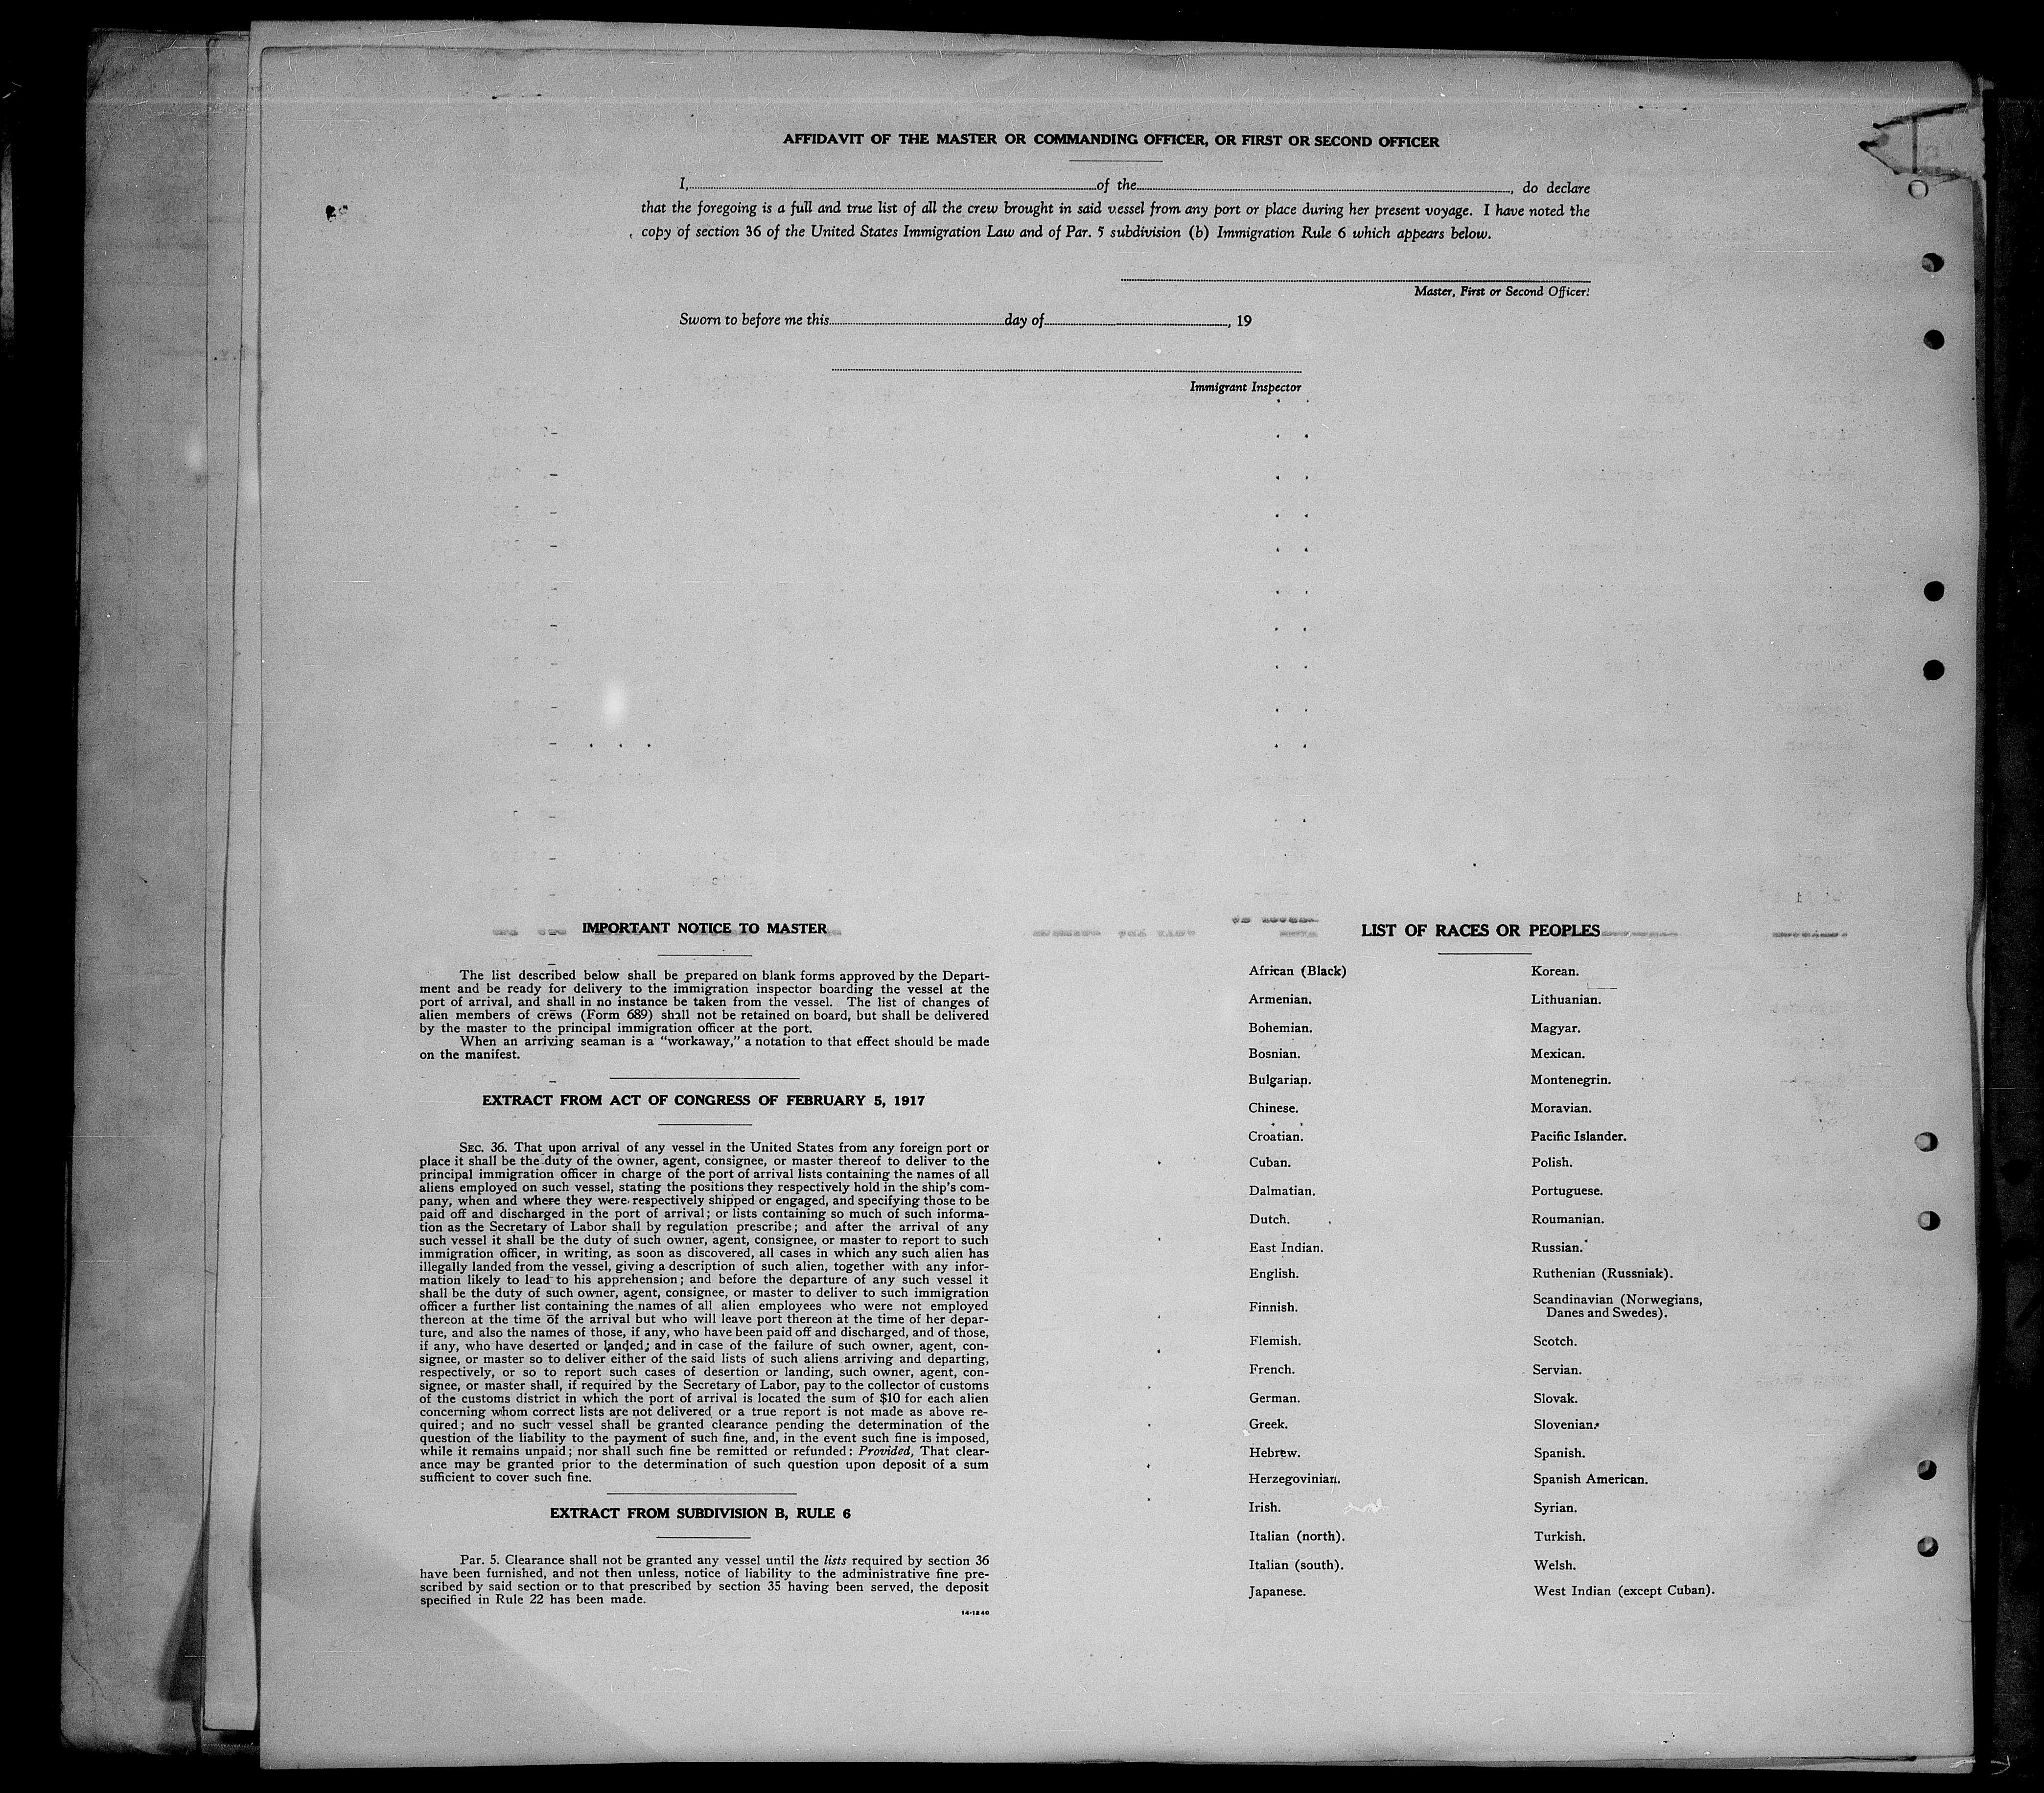 AFFIDAVIT OF THE MASTER OR COMMANDING OFFICER, OR FIRST OR SECOND OFFICER
I, of the , do declare
that the foregoing is a full and true list of all the crew brought in said vessel from any port or place during her present voyage. I have noted the
copy of section 36 of the United States Immigration Law and of Par. 5 subdivision (b) Immigration Rule 6 which appears below.
Master, First or Second Officer.
Sworn to before me this day of , 19
Immigrant Inspector
IMPORTANT NOTICE TO MASTER
The list described below shall be prepared on blank forms approved by the Depart-
ment and be ready for delivery to the immigration inspector boarding the vessel at the
port of arrival, and shall in no instance be taken from the vessel. The list of changes of
alien members of crews (Form 689) shall not be retained on board, but shall be delivered
by the master to the principal immigration officer at the port.
When an arriving seaman is a "workaway," a notation to that effect should be made
on the manifest.
EXTRACT FROM ACT OF CONGRESS OF FEBRUARY 5, 1917
SEC. 36. That upon arrival of any vessel in the United States from any foreign port or
place it shall be the duty of the owner, agent, consignee, or master thereof to deliver to the
principal immigration officer in charge of the port of arrival lists containing the names of all
aliens employed on such vessel, stating the positions they respectively hold in the ship's com-
pany, when and where they were respectively shipped or engaged, and specifying those to be
paid off and discharged in the port of arrival; or lists containing so much of such informa-
tion as the Secretary of Labor shall by regulation prescribe; and after the arrival of any
such vessel it shall be the duty of such owner, agent, consignee, or master to report to such
immigration officer, in writing, as soon as discovered, all cases in which any such alien has
illegally landed from the vessel, giving a description of such alien, together with any infor-
mation likely to lead to his apprehension; and before the departure of any such vessel it
shall be the duty of such owner, agent, consignee, or master to deliver to such immigration
officer a further list containing the names of all alien employees who were not employed
thereon at the time of the arrival but who will leave port thereon at the time of her depar-
ture, and also the names of those, if any, who have been paid off and discharged, and of those,
if any, who have deserted or landed; and in case of the failure of such owner, agent, con-
signee, or master so to deliver either of the said lists of such aliens arriving and departing,
respectively, or so to report such cases of desertion or landing, such owner, agent, con-
signee, or master shall, if required by the Secretary of Labor, pay to the collector of customs
of the customs district in which the port of arrival is located the sum of $10 for each alien
concerning whom correct lists are not delivered or a true report is not made as above re-
quired; and no such vessel shall be granted clearance pending the determination of the
question of the liability to the payment of such fine, and, in the event such fine is imposed,
while it remains unpaid; nor shall such fine be remitted or refunded: Provided, That clear-
ance may be granted prior to the determination of such question upon deposit of a sum
sufficient to cover such fine.
EXTRACT FROM SUBDIVISION B, RULE 6
Par. 5. Clearance shall not be granted any vessel until the lists required by section 36
have been furnished, and not then unless, notice of liability to the administrative fine pre-
scribed by said section or to that prescribed by section 35 having been served, the deposit
specified in Rule 22 has been made.
14-1240
LIST OF RACES OR PEOPLES
African (Black)
Armenian.
Bohemian.
Bosnian.
Bulgarian.
Chinese.
Croatian.
Cuban.
Dalmatian.
Dutch.
East Indian.
English.
Finnish.
Flemish.
French.
German.
Greek.
Hebrew.
Herzegovinian.
Irish.
Italian (north).
Italian (south).
Japanese.
Korean.
Lithuanian.
Magyar.
Mexican.
Montenegrin.
Moravian.
Pacific Islander.
Polish.
Portuguese.
Roumanian.
Russian.
Ruthenian (Russniak).
Scandinavian (Norwegians,
Danes and Swedes).
Scotch.
Servian.
Slovak.
Slovenian.
Spanish.
Spanish American.
Syrian.
Turkish.
Welsh.
West Indian (except Cuban).